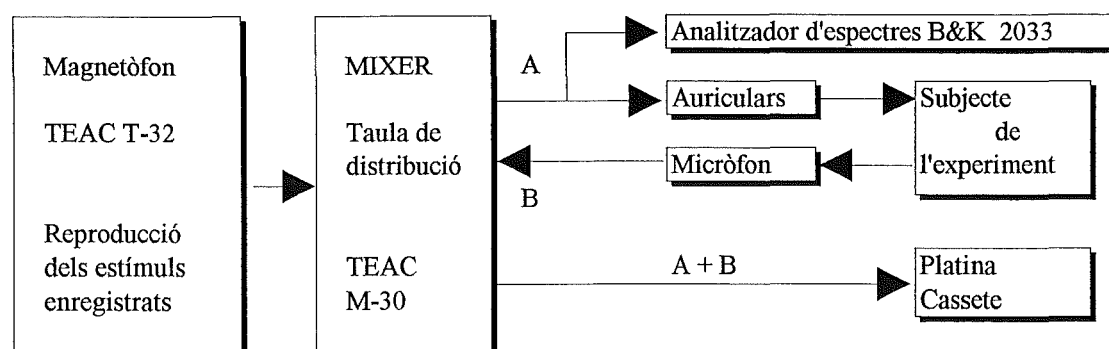 Magnetòfon
TEAC T-32
Reproducció
dels estímuls
enregistrats
MIXER
Taula de
distribució
TEAC
M-30
A
B
A + B
Analitzador d'espectres B&K 2033
Auriculars
Micròfon
Subjecte
de
l'experiment
Platina
Cassete